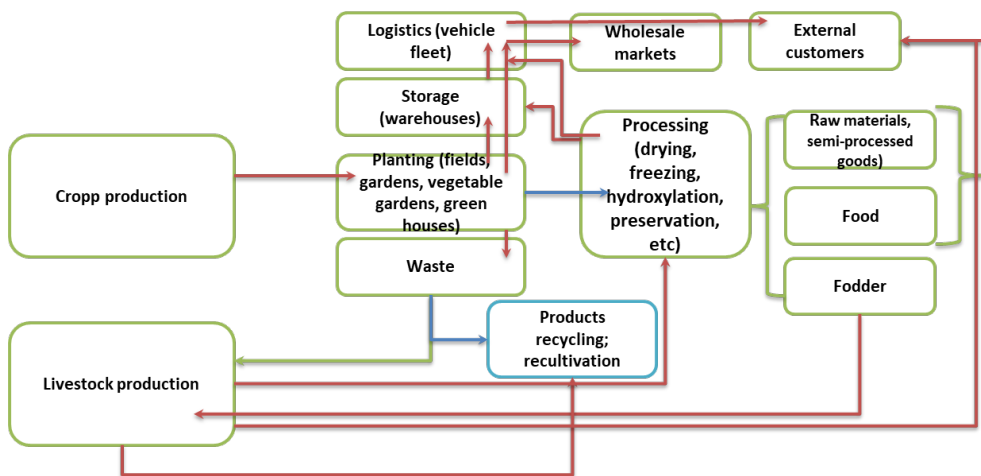 Logistics (vehicle
fleet)
Wholesale
markets
External
customers
Storage
(warehouses)
Processing
(drying,
freezing,
hydroxylation,
preservation,
etc)
Raw materials,
semi-processed
goods)
Cropp production
Planting (fields,
gardens, vegetable
gardens, green
houses)
Food
Waste
Fodder
Products
recycling;
recultivation
Livestock production